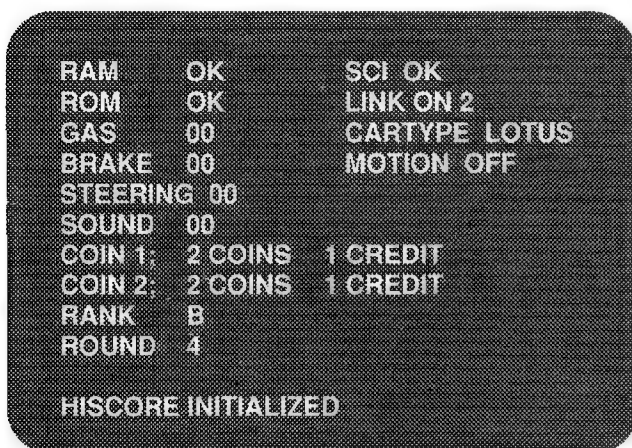 RAM OK SCI OK
ROM OK LINK ON 2
GAS 00 CARTYPE LOTUS
BRAKE 00 MOTION OFF
STEERING 00
SOUND 00
COIN 1; 2 COINS 1 CREDIT
COIN 2; 2 COINS 1 CREDIT
RANK B
ROUND 4
HISCORE INITIALIZED